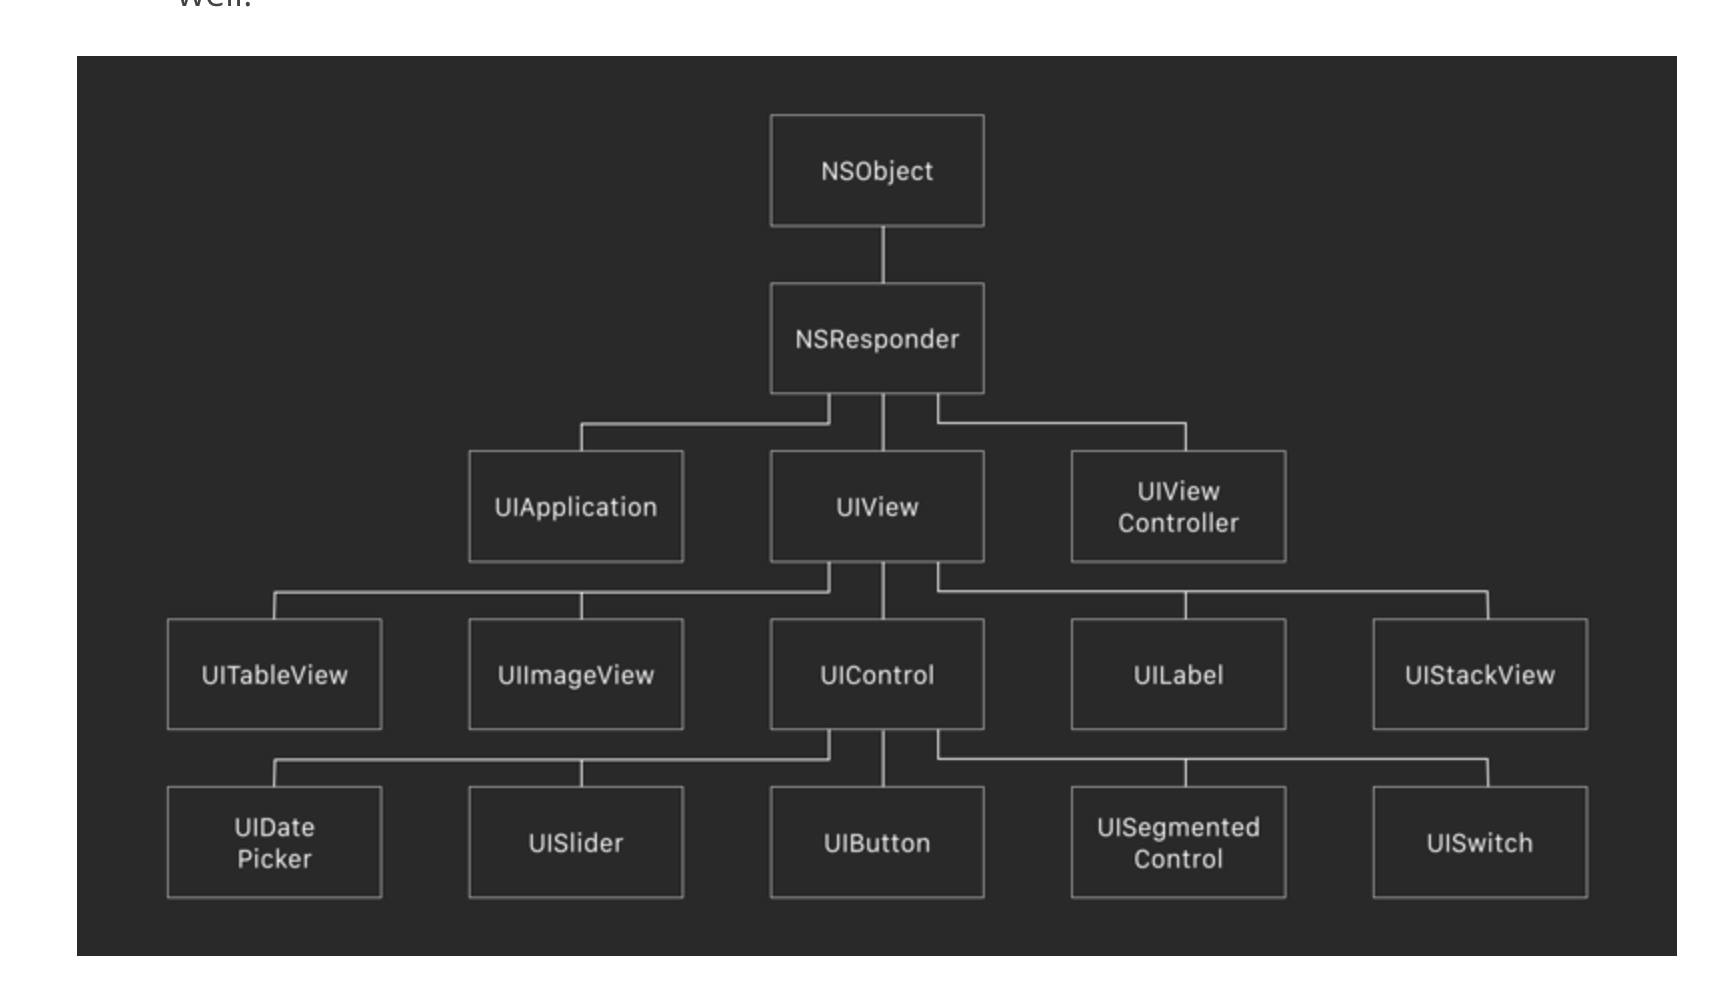 well.
NSObject
NSResponder
UIApplication
UIView
UIView
Controller
UITableView
UIImageView
UIControl
UILabel
UIStackView
UIDate
Picker
UISlider
UIButton
UISegmented
Control
UISwitch